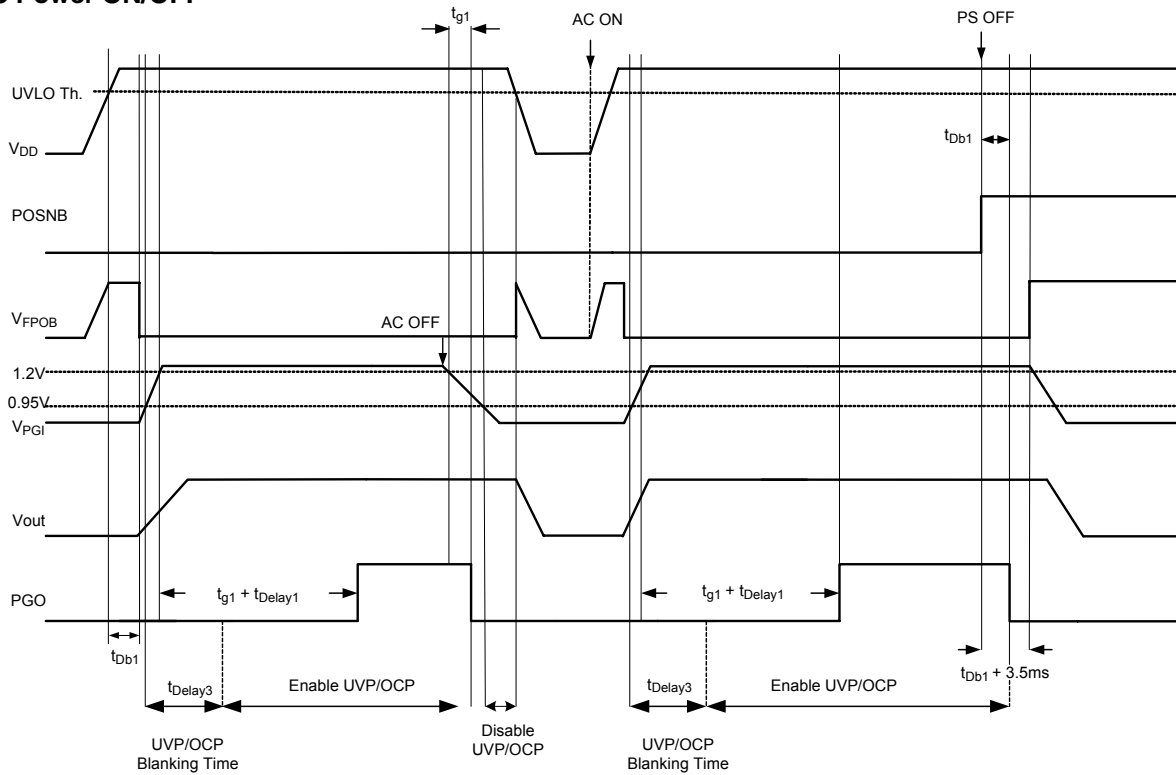 Power ON/OFF
tg1
AC ON
PS OFF
UVLO Th.
VDD
tDb1
POSNB
VFPOB
AC OFF
1.2V
0.95V
VPGI
Vout
PGO
tg1 + tDelay1
tg1 + tDelay1
tDb1
tDb1 + 3.5ms
tDelay3
Enable UVP/OCP
tDelay3
Enable UVP/OCP
Disable
UVP/OCP
UVP/OCP
Blanking Time
UVP/OCP
Blanking Time